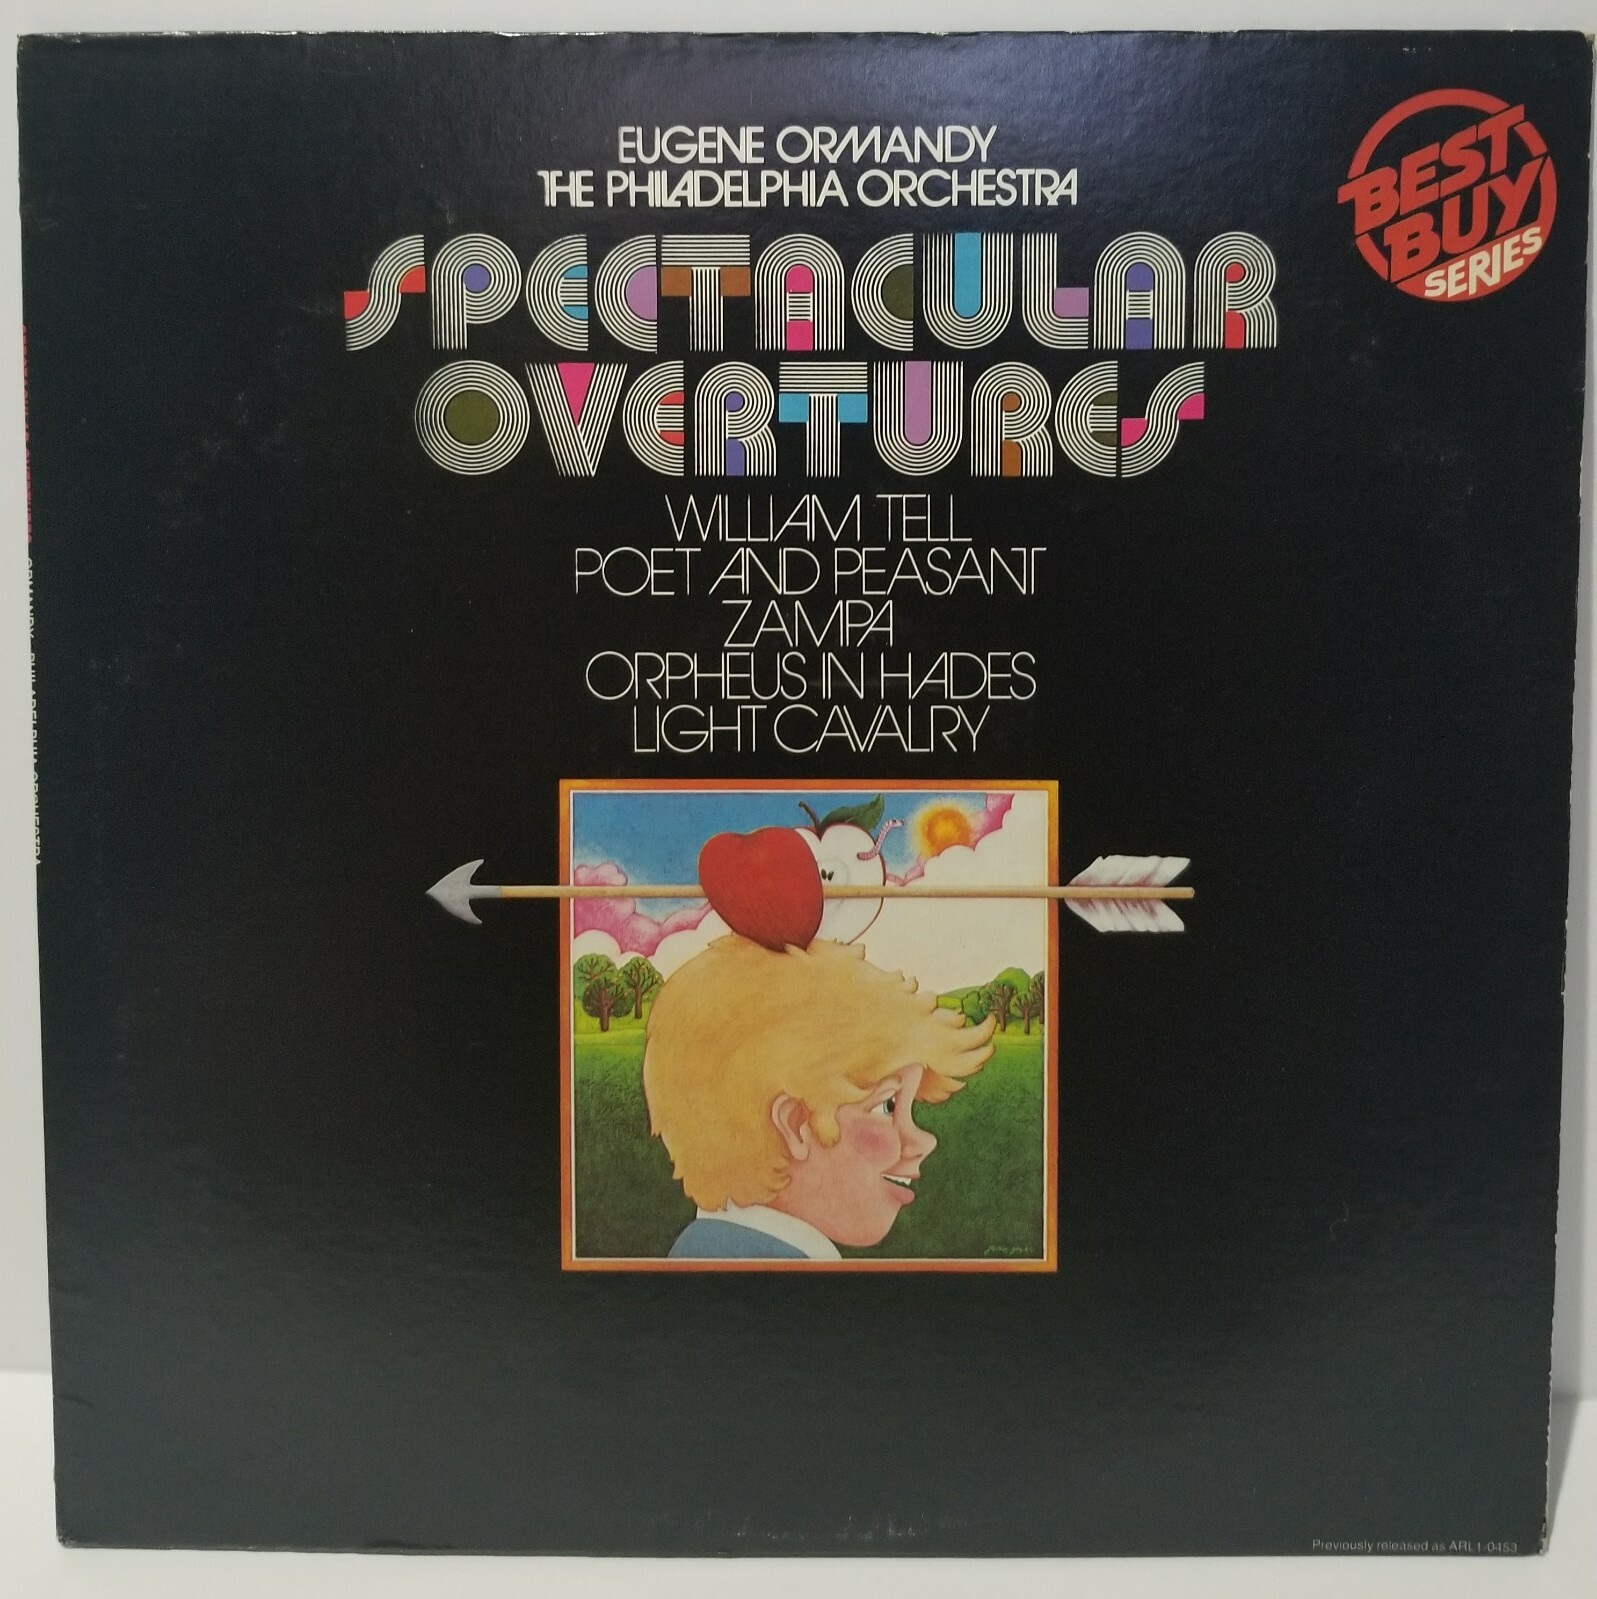 EUGENE ORMANDY
THE PHILADELPHIA ORCHESTRA
BEST
BUY
SERIES
SPECTACULAR
OVERTURES
WILLIAM TELL
POET AND PEASANT
ZAMPA
ORPHEUS IN HADES
LIGHT CAVALRY
Previously released as ARL1-0453